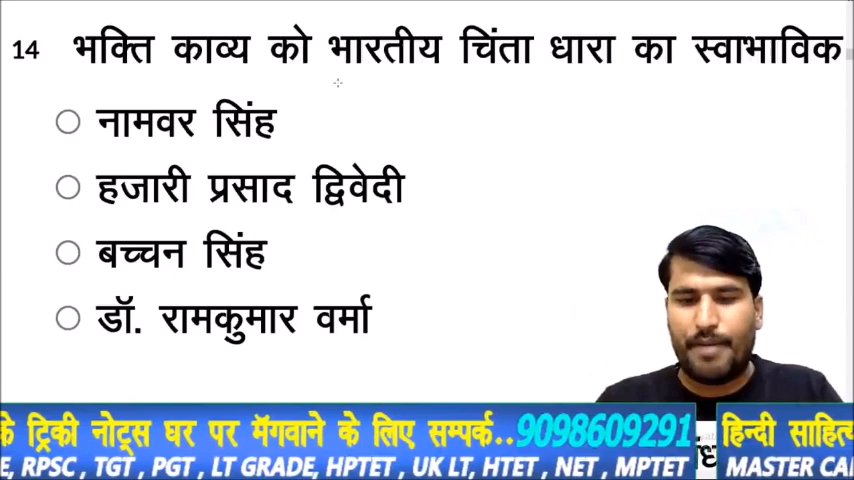 14 भक्ति काव्य को भारतीय चिंता धारा का स्वाभाविक
नामवर सिंह
हजारी प्रसाद द्विवेदी
बच्चन सिंह
डॉ. रामकुमार वर्मा
के ट्रिकी नोट्स घर पर मॅगवाने के लिए सम्पर्क..9098609291 हिन्दी साहित्य
E, RPSC, TGT, PGT, LT GRADE, HPTET, UK LT, HTET, NET, MPTET MASTER